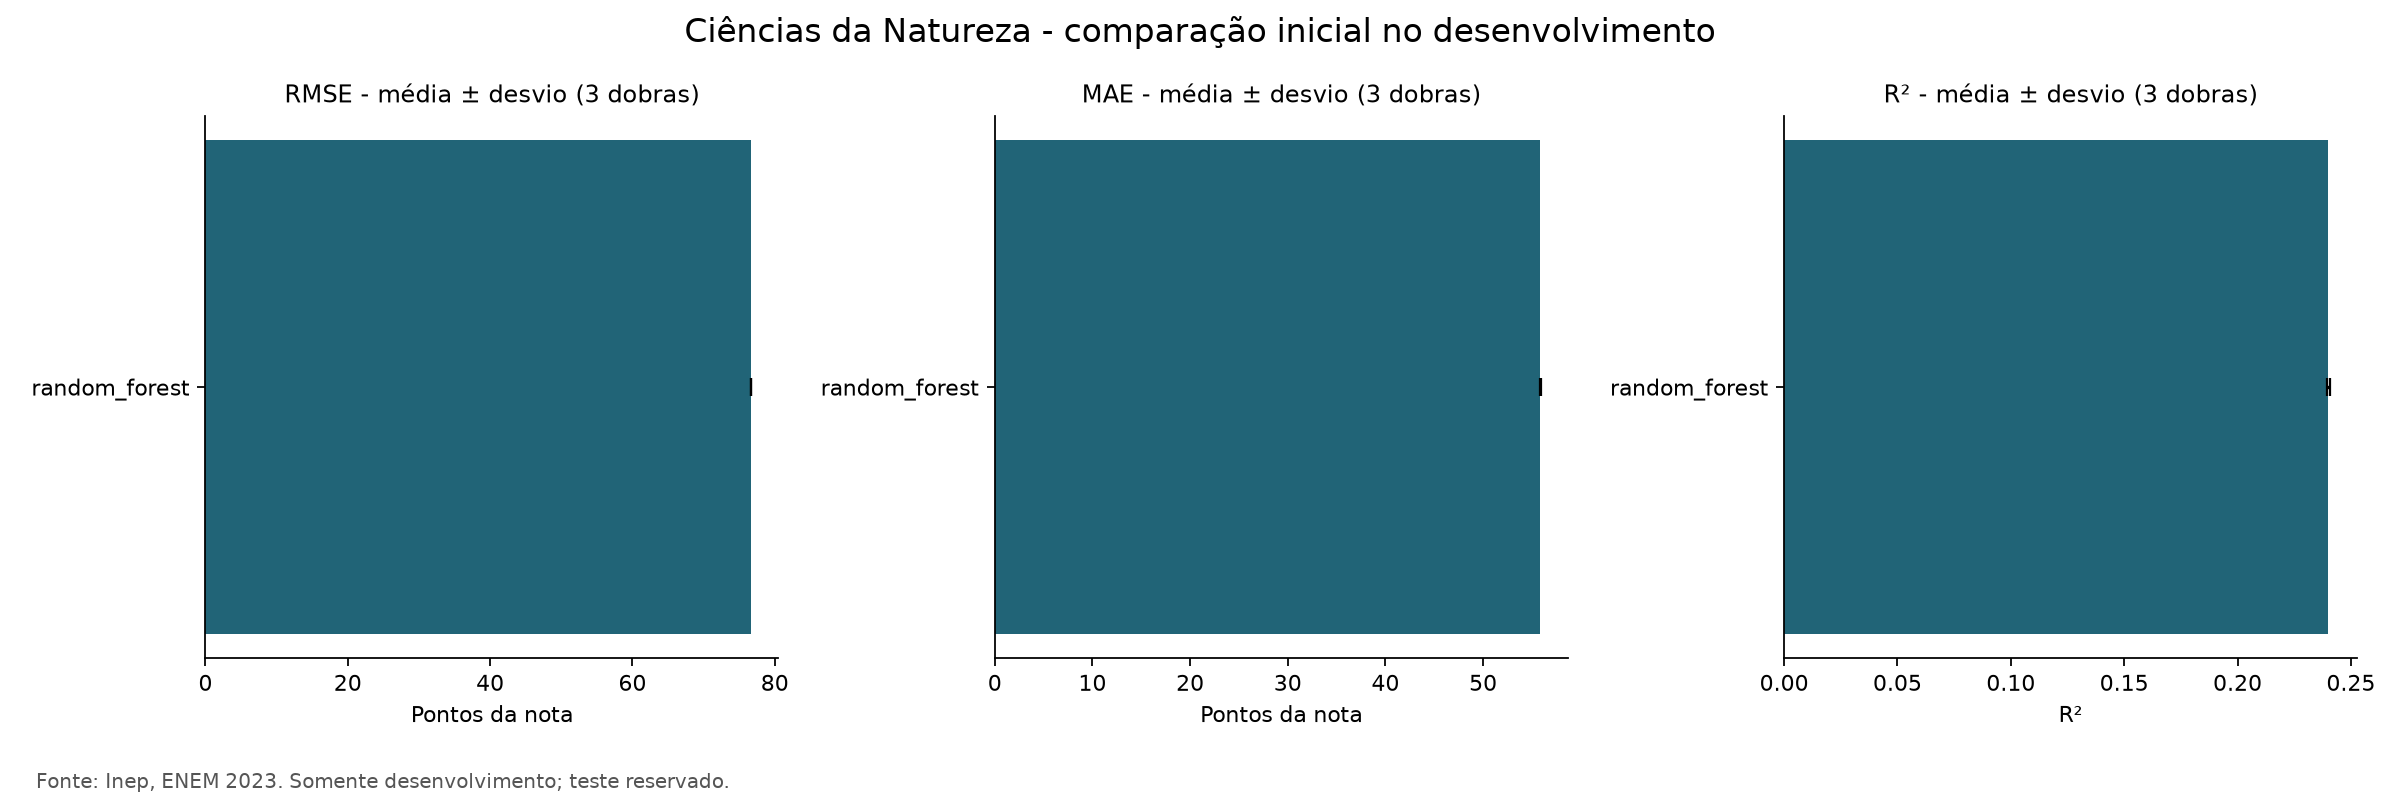 Ciências da Natureza - comparação inicial no desenvolvimento
RMSE - média ± desvio (3 dobras)
random_forest
0 20 40 60 80
Pontos da nota
MAE - média ± desvio (3 dobras)
random_forest
0 10 20 30 40 50
Pontos da nota
R² - média ± desvio (3 dobras)
random_forest
0.00 0.05 0.10 0.15 0.20 0.25
R²
Fonte: Inep, ENEM 2023. Somente desenvolvimento; teste reservado.